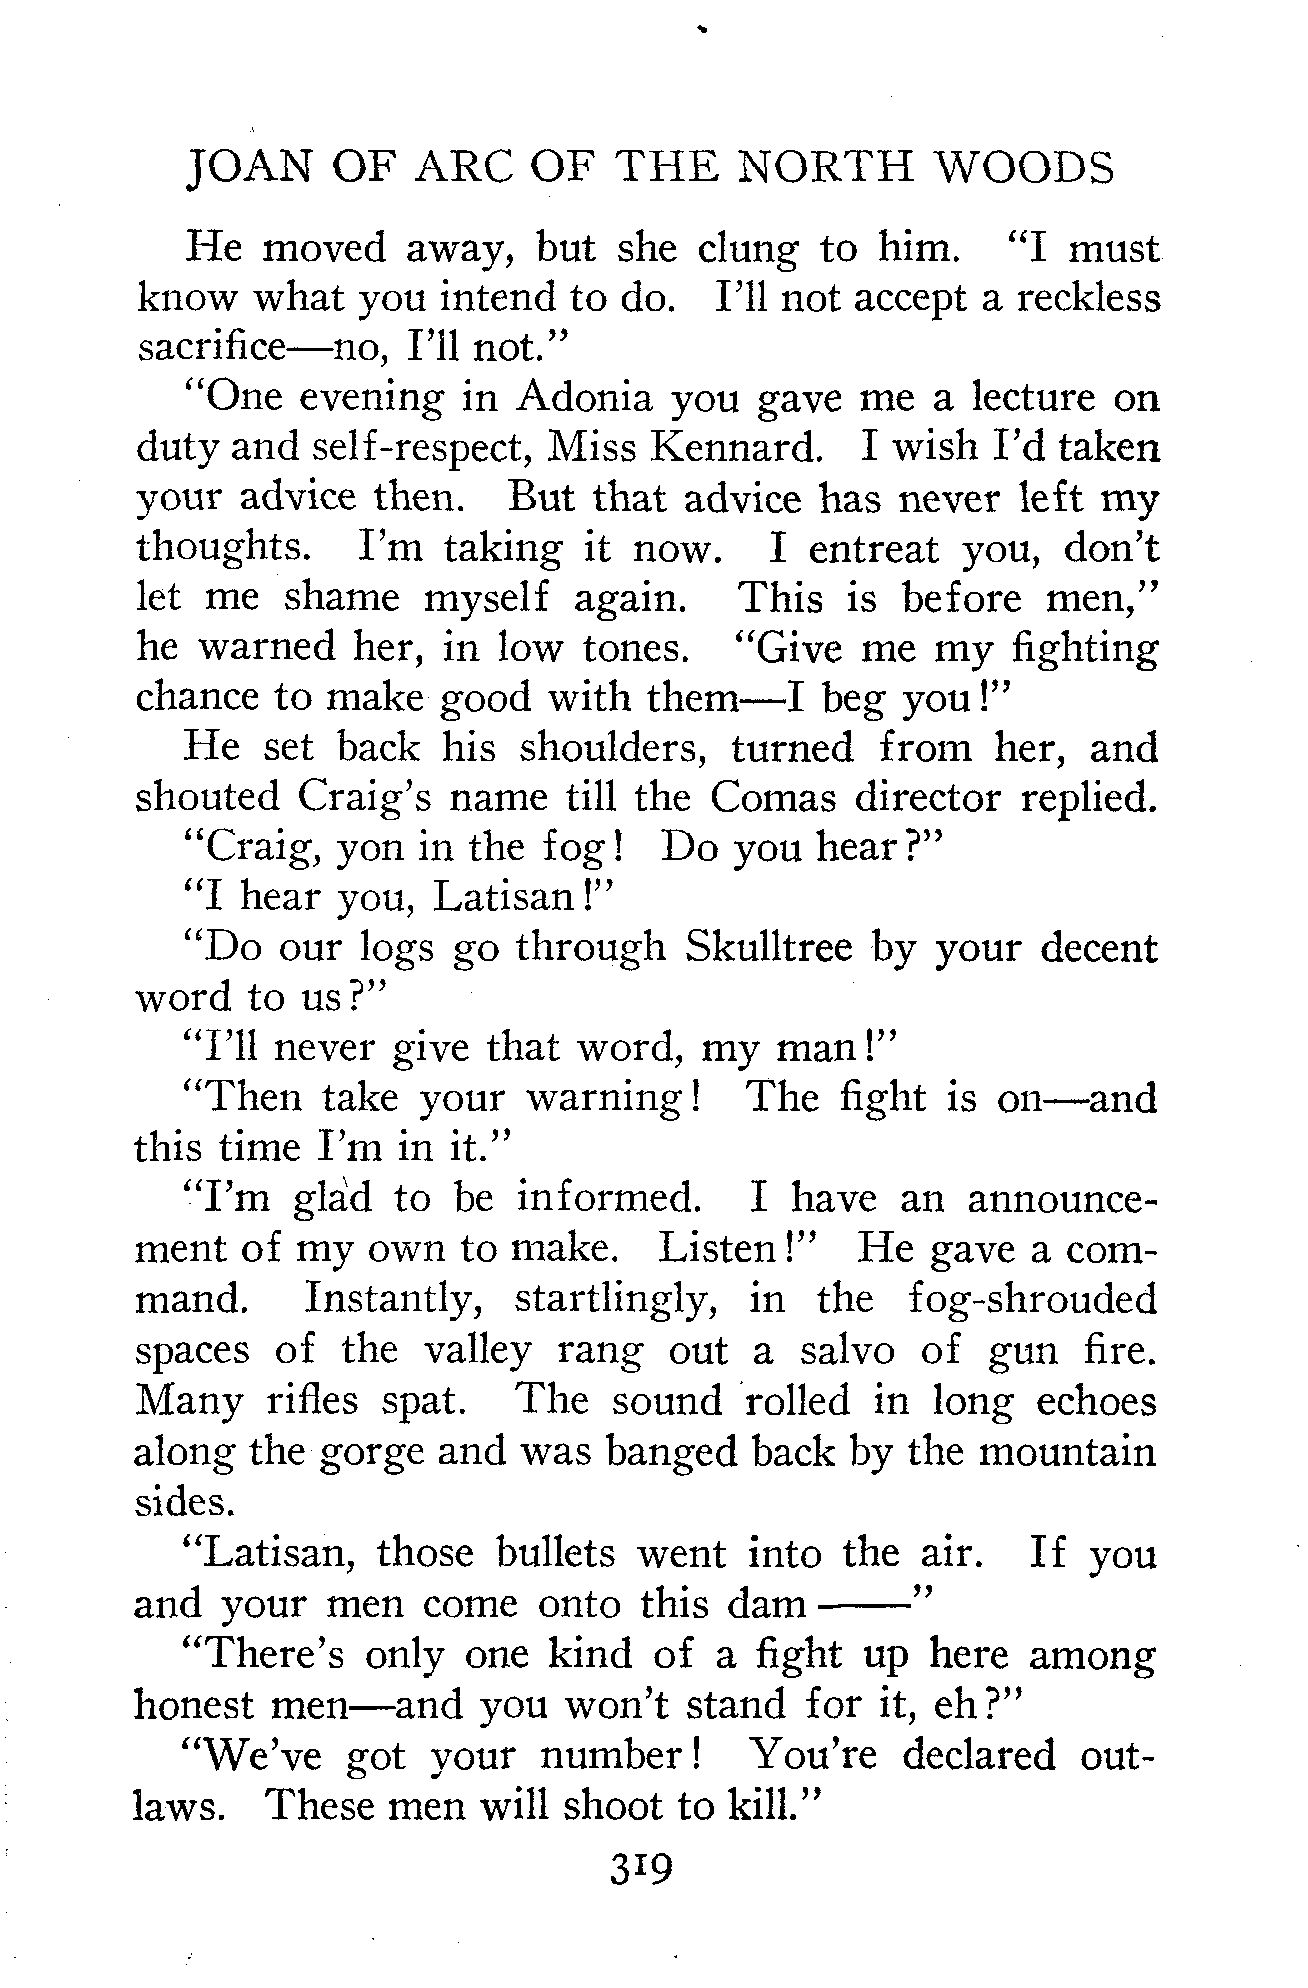 JOAN OF ARC OF THE NORTH WOODS
He moved away, but she clung to him. “I must
know what you intend to do. I’ll not accept a reckless
sacrifice—no, I’ll not.”
“One evening in Adonia you gave me a lecture on
duty and self-respect, Miss Kennard. I wish I’d taken
your advice then. But that advice has never left my
thoughts. I’m taking it now. I entreat you, don’t
let me shame myself again. This is before men,”
he warned her, in low tones. “Give me my fighting
chance to make good with them—I beg you!”
He set back his shoulders, turned from her, and
shouted Craig’s name till the Comas director replied.
“Craig, yon in the fog! Do you hear?”
“I hear you, Latisan!”
“Do our logs go through Skulltree by your decent
word to us?”
“I’ll never give that word, my man!”
“Then take your warning! The fight is on—and
this time I’m in it.”
“I’m glad to be informed. I have an announce-
ment of my own to make. Listen!” He gave a com-
mand. Instantly, startlingly, in the fog-shrouded
spaces of the valley rang out a salvo of gun fire.
Many rifles spat. The sound rolled in long echoes
along the gorge and was banged back by the mountain
sides.
“Latisan, those bullets went into the air. If you
and your men come onto this dam——”
“There’s only one kind of a fight up here among
honest men—and you won’t stand for it, eh?”
“We’ve got your number! You’re declared out-
laws. These men will shoot to kill.”
319